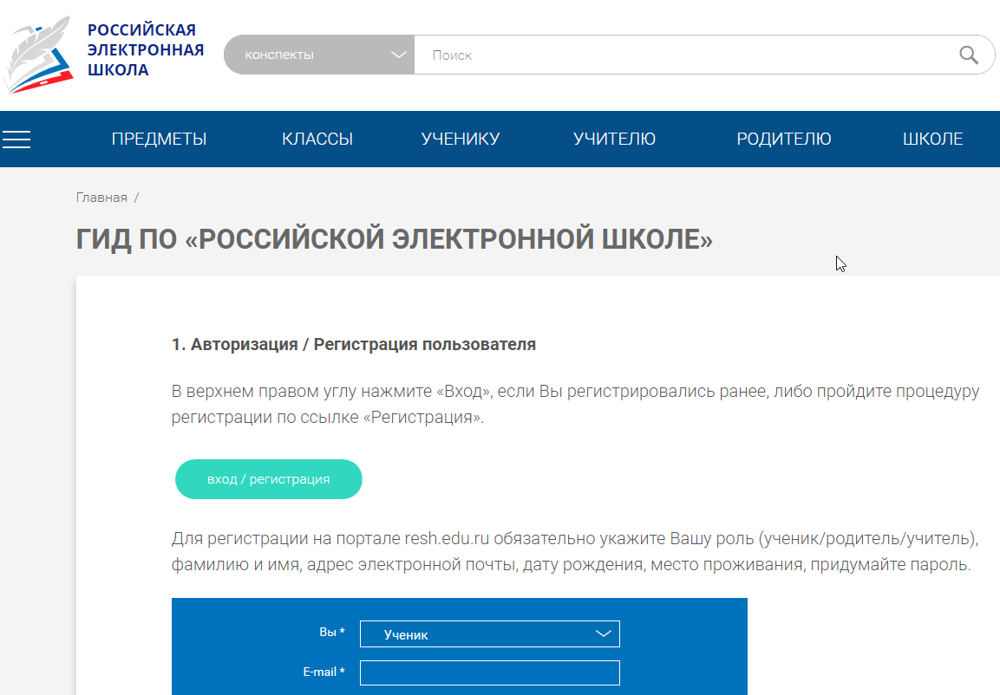 РОССИЙСКАЯ
ЭЛЕКТРОННАЯ
ШКОЛА
конспекты
Поиск
ПРЕДМЕТЫ КЛАССЫ УЧЕНИКУ УЧИТЕЛЮ РОДИТЕЛЮ ШКОЛЕ
Главная /
ГИД ПО «РОССИЙСКОЙ ЭЛЕКТРОННОЙ ШКОЛЕ»
1. Авторизация / Регистрация пользователя
В верхнем правом углу нажмите «Вход», если Вы регистрировались ранее, либо пройдите процедуру
регистрации по ссылке «Регистрация».
вход / регистрация
Для регистрации на портале resh.edu.ru обязательно укажите Вашу роль (ученик/родитель/учитель),
фамилию и имя, адрес электронной почты, дату рождения, место проживания, придумайте пароль.
Вы * Ученик
E-mail *